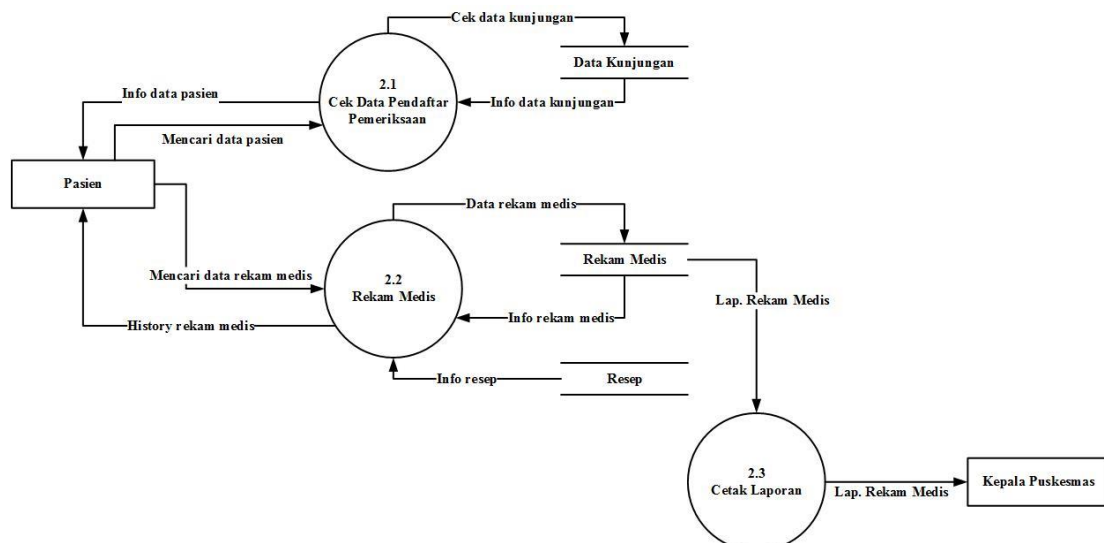 Cek data kunjungan
Data Kunjungan
2.1
Cek Data Pendaftar
Pemeriksaan
Info data pasien
Info data kunjungan
Mencari data pasien
Pasien
Data rekam medis
Rekam Medis
2.2
Rekam Medis
Mencari data rekam medis
Lap. Rekam Medis
Info rekam medis
History rekam medis
Info resep
Resep
2.3
Cetak Laporan
Lap. Rekam Medis
Kepala Puskesmas